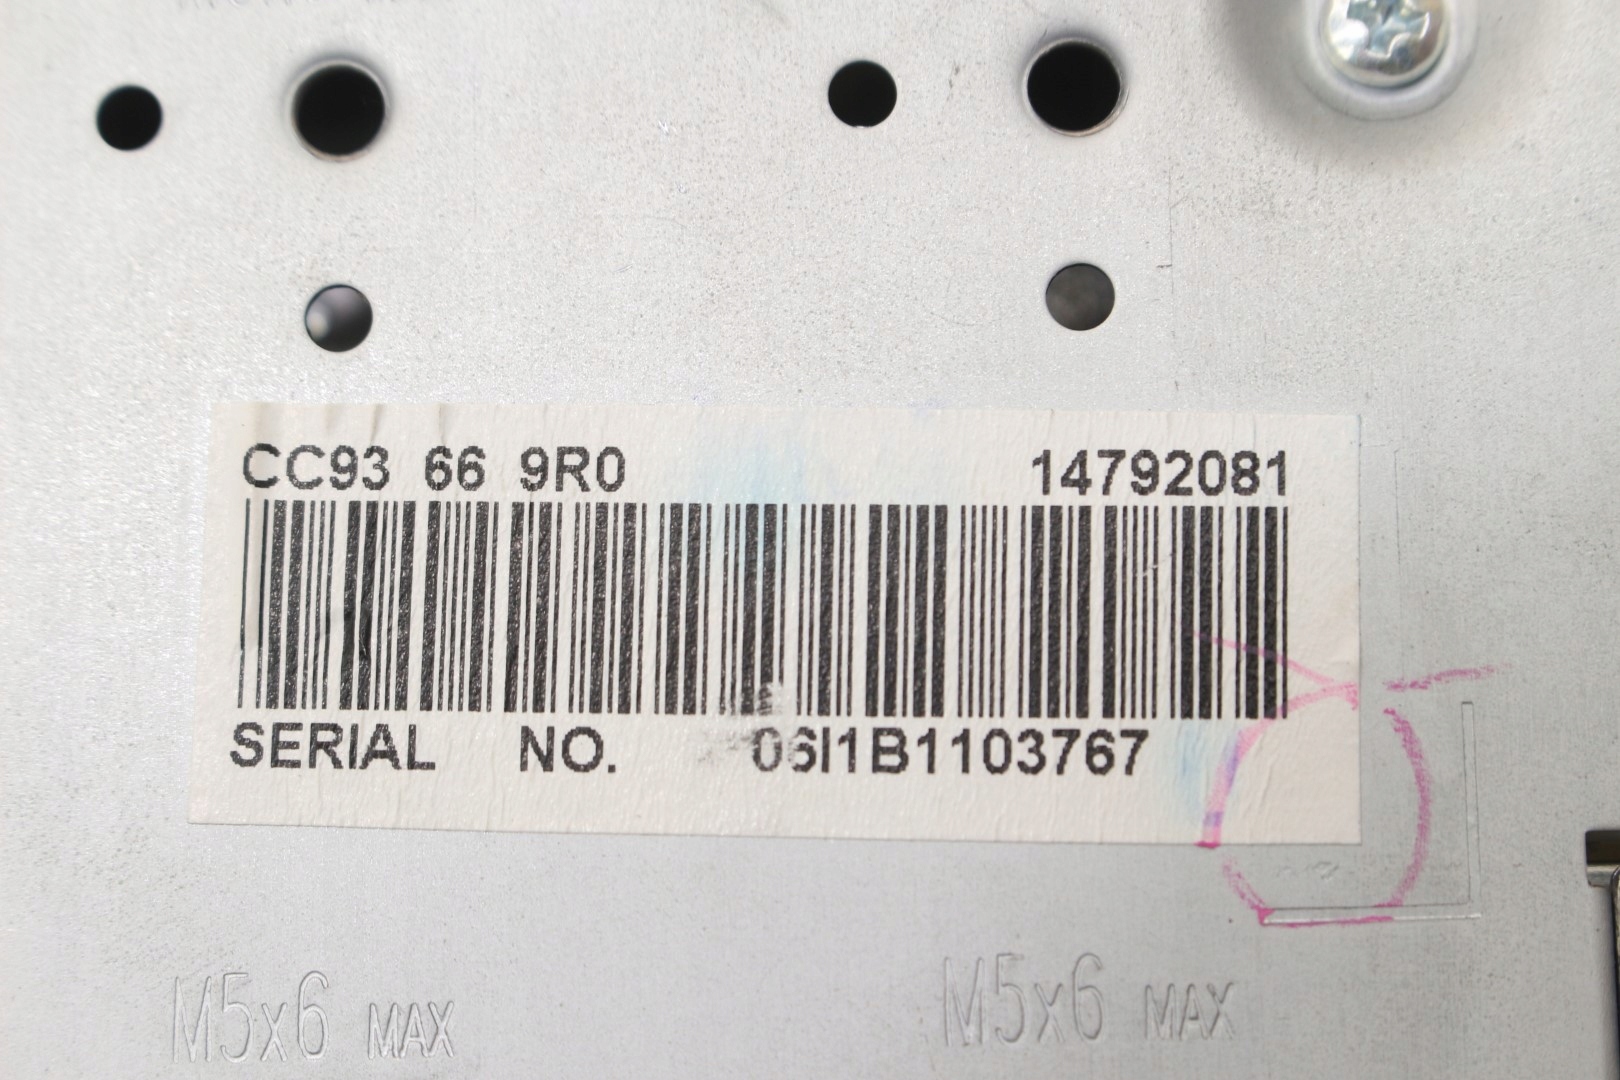 CC93 66 9R0 14792081
SERIAL NO. 06I1B1103767
M5x6 MAX M5x6 MAX